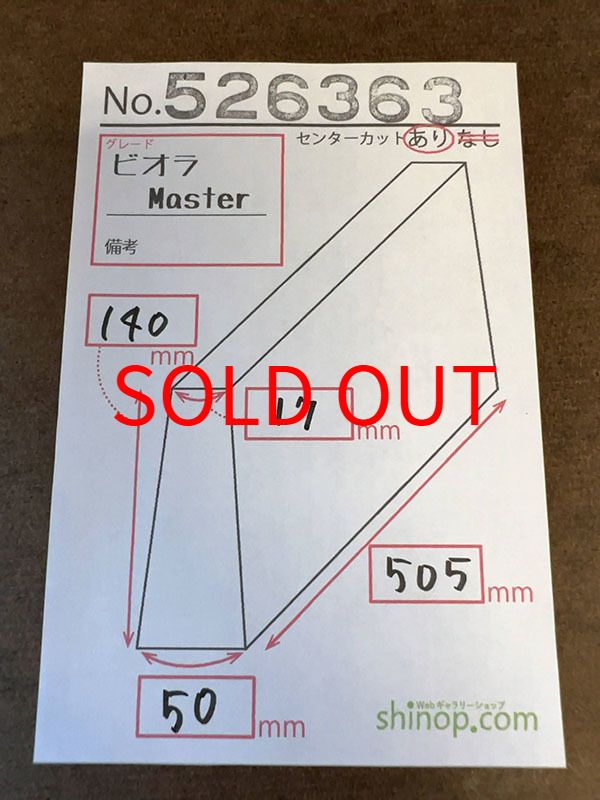 No.526363
センターカット あり なし
グレード
ビオラ
Master
備考
140
mm
SOLD OUT
17
mm
505
mm
50
mm
Webギャラリーショップ
shinop.com